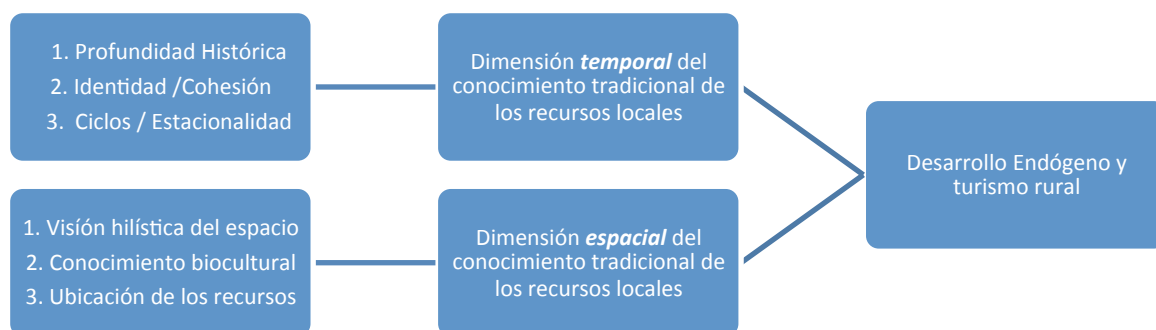 1. Profundidad Histórica
2. Identidad /Cohesión
3. Ciclos / Estacionalidad
Dimensión temporal del
conocimiento tradicional de
los recursos locales
1. Visíón hilística del espacio
2. Conocimiento biocultural
3. Ubicación de los recursos
Dimensión espacial del
conocimiento tradicional de
los recursos locales
Desarrollo Endógeno y
turismo rural